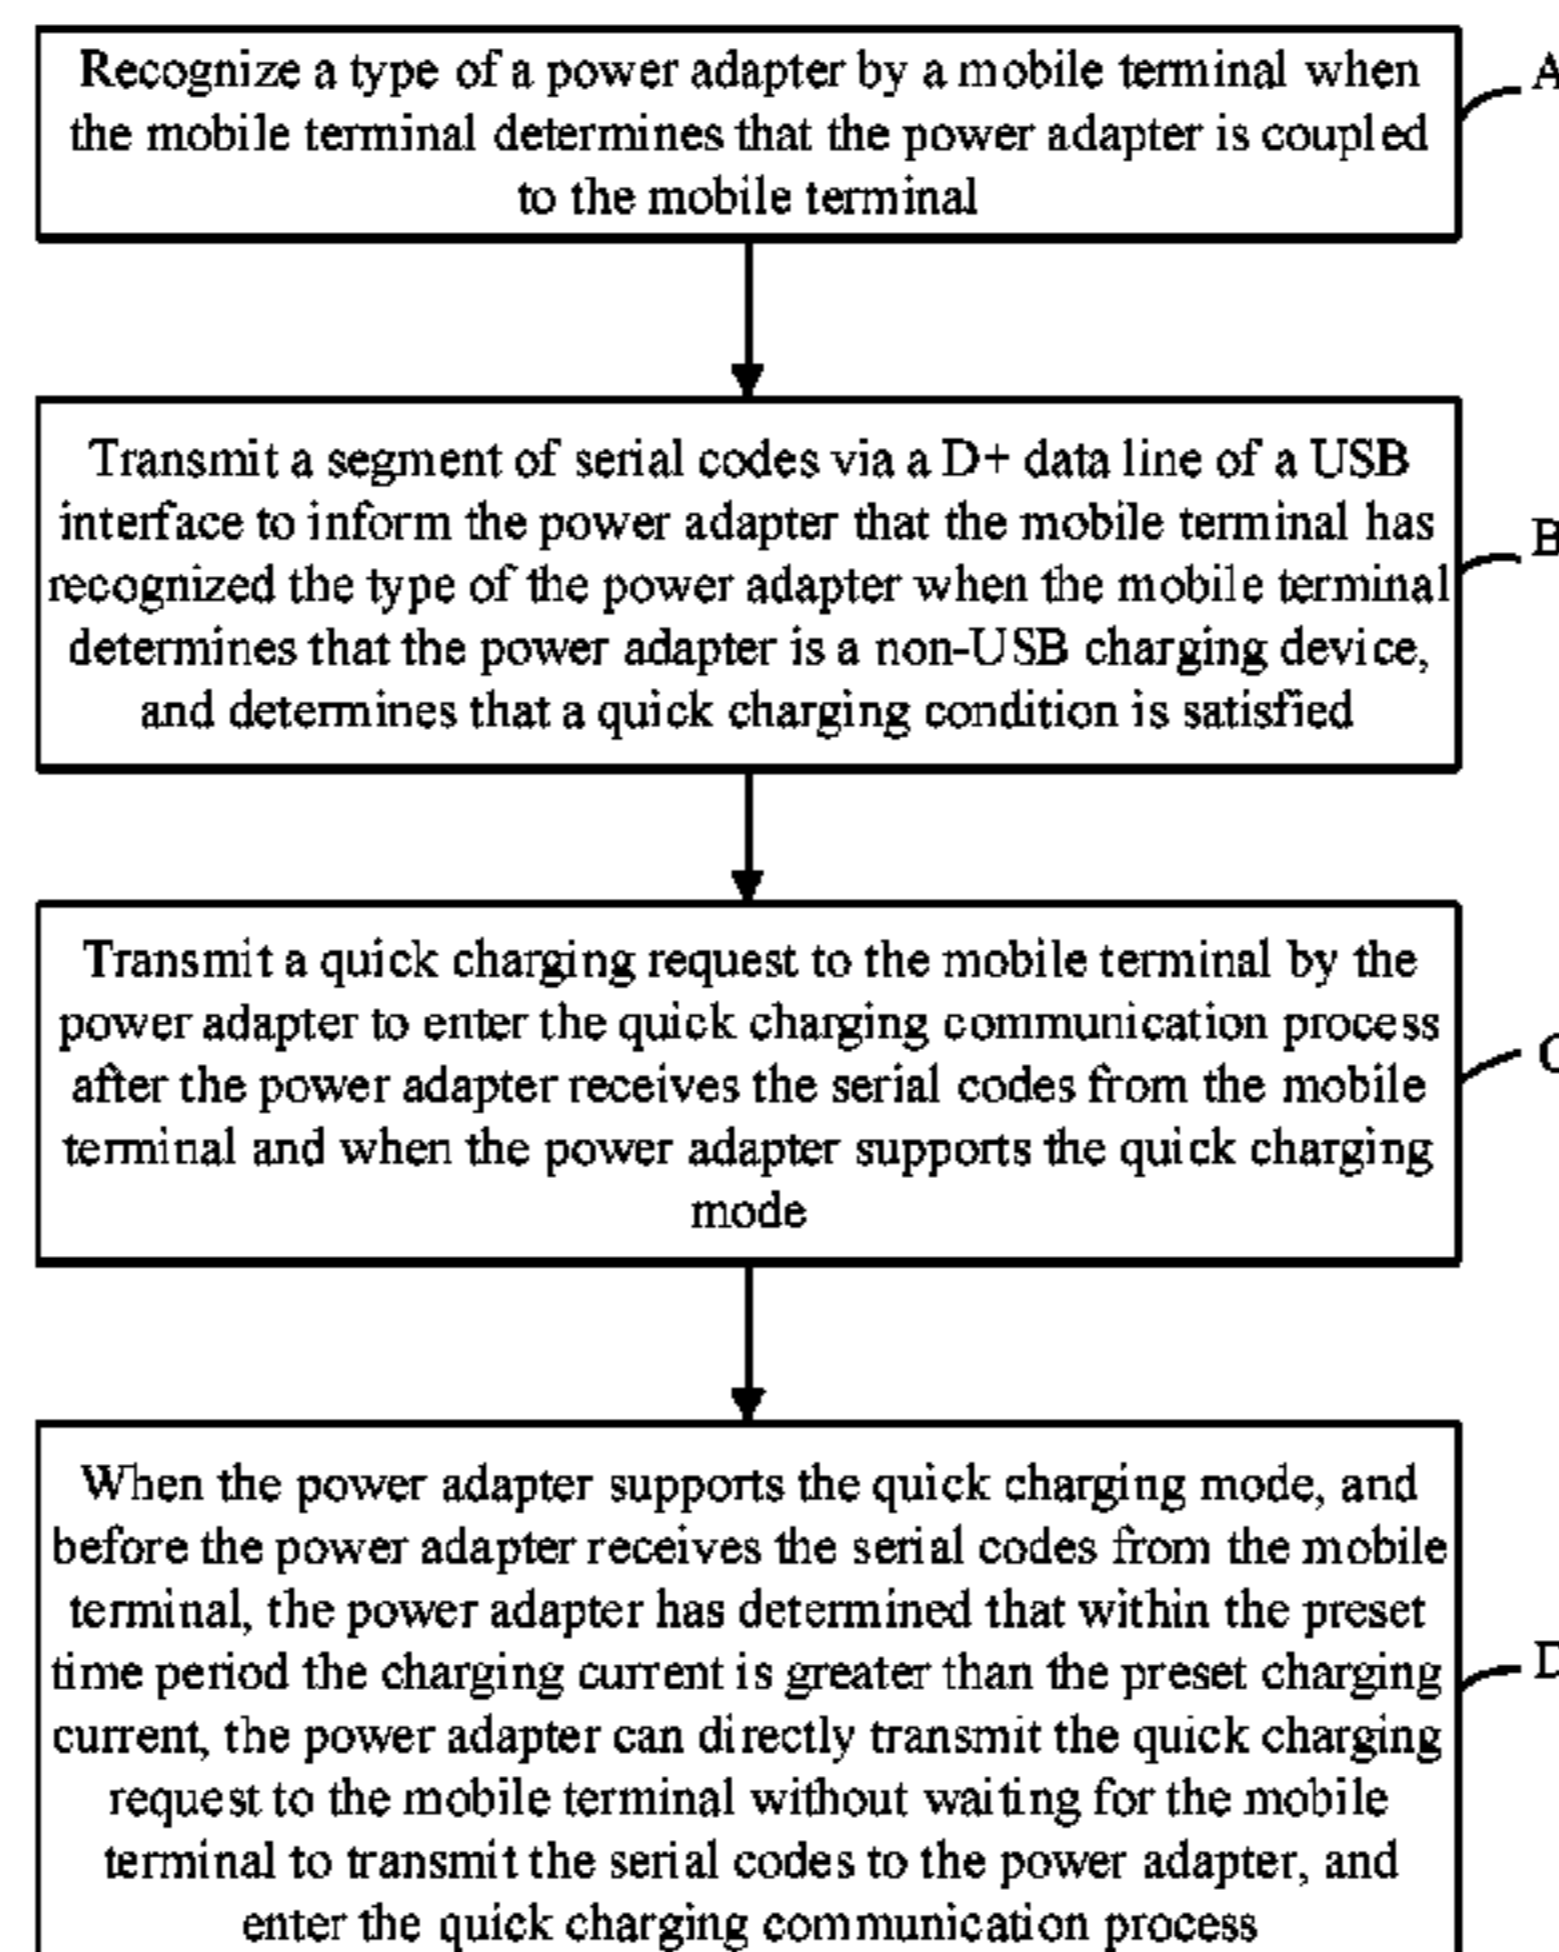 Recognize a type of a power adapter by a mobile terminal when
the mobile terminal determines that the power adapter is coupled
to the mobile terminal
A
Transmit a segment of serial codes via a D+ data line of a USB
interface to inform the power adapter that the mobile terminal has
recognized the type of the power adapter when the mobile terminal
determines that the power adapter is a non-USB charging device,
and determines that a quick charging condition is satisfied
B
Transmit a quick charging request to the mobile terminal by the
power adapter to enter the quick charging communication process
after the power adapter receives the serial codes from the mobile
terminal and when the power adapter supports the quick charging
mode
C
When the power adapter supports the quick charging mode, and
before the power adapter receives the serial codes from the mobile
terminal, the power adapter has determined that within the preset
time period the charging current is greater than the preset charging
current, the power adapter can directly transmit the quick charging
request to the mobile terminal without waiting for the mobile
terminal to transmit the serial codes to the power adapter, and
enter the quick charging communication process
D